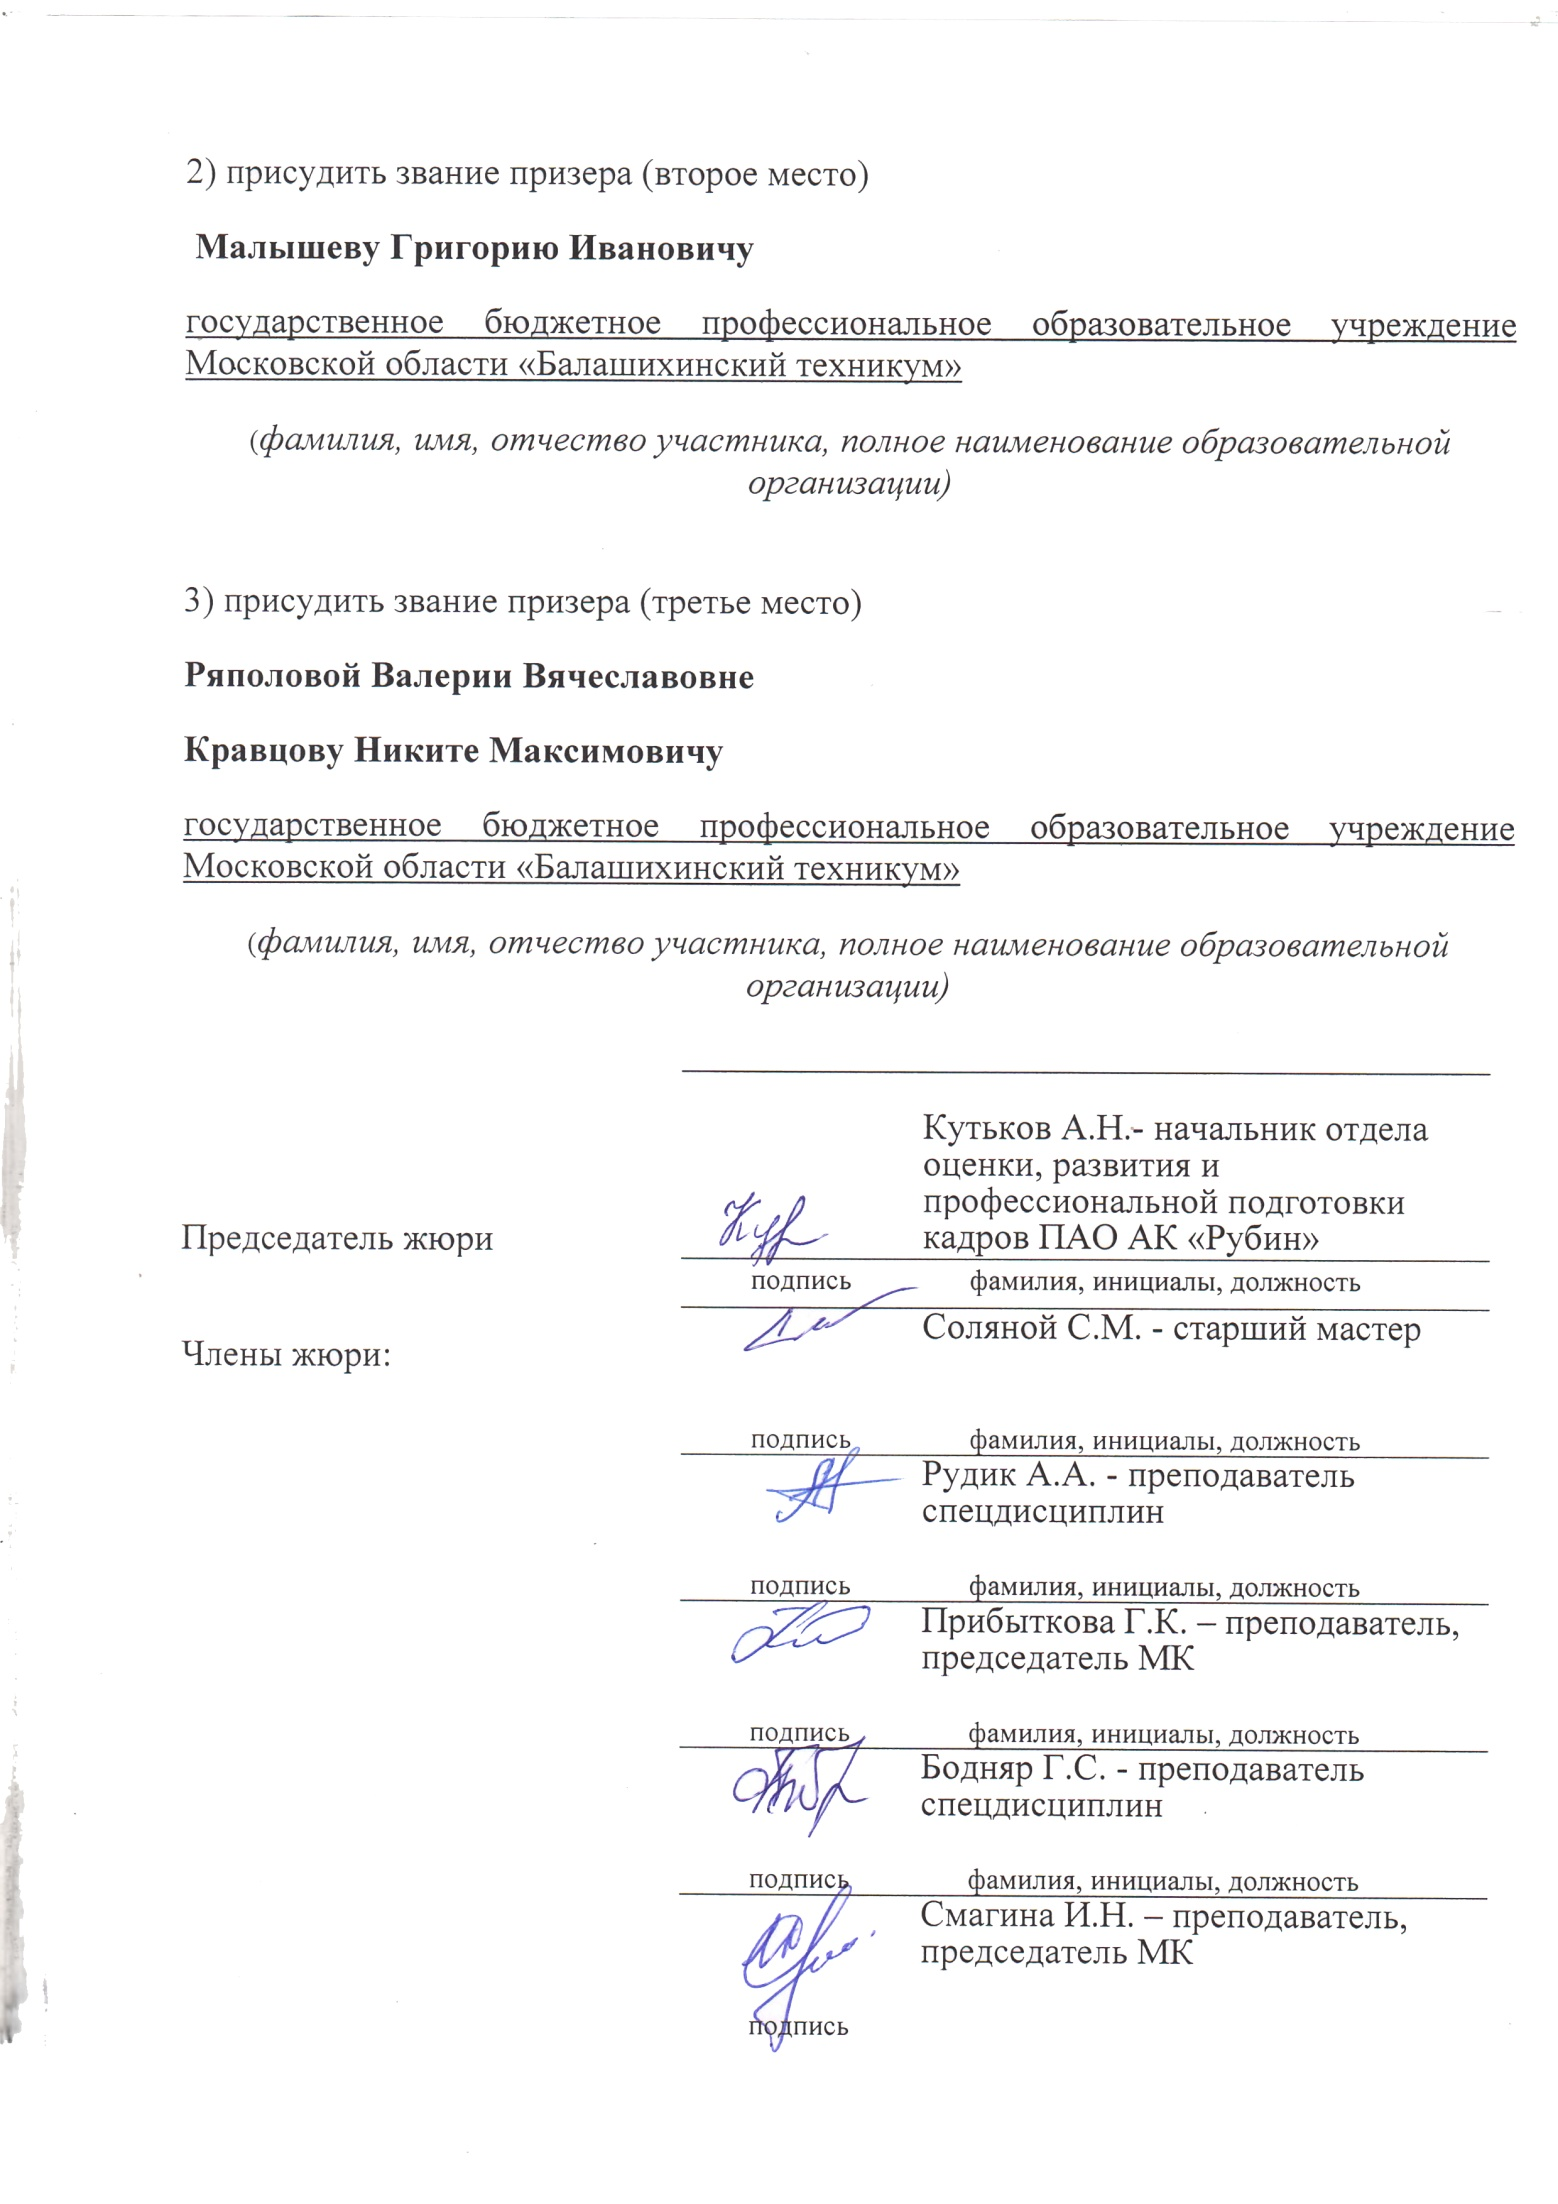 2) присудить звание призера (второе место)
Малышеву Григорию Ивановичу
государственное бюджетное профессиональное образовательное учреждение
Московской области «Балашихинский техникум»
(фамилия, имя, отчество участника, полное наименование образовательной
организации)
3) присудить звание призера (третье место)
Ряполовой Валерии Вячеславовне
Кравцову Никите Максимовичу
государственное бюджетное профессиональное образовательное учреждение
Московской области «Балашихинский техникум»
(фамилия, имя, отчество участника, полное наименование образовательной
организации)
Кутьков А.Н.- начальник отдела
оценки, развития и
профессиональной подготовки
Председатель жюри кадров ПАО АК «Рубин»
подпись фамилия, инициалы, должность
Соляной С.М. - старший мастер
Члены жюри:
подпись фамилия, инициалы, должность
Рудик А.А. - преподаватель
спецдисциплин
подпись фамилия, инициалы, должность
Прибыткова Г.К. – преподаватель,
председатель МК
подпись фамилия, инициалы, должность
Бодняр Г.С. - преподаватель
спецдисциплин
подпись фамилия, инициалы, должность
Смагина И.Н. – преподаватель,
председатель МК
подпись